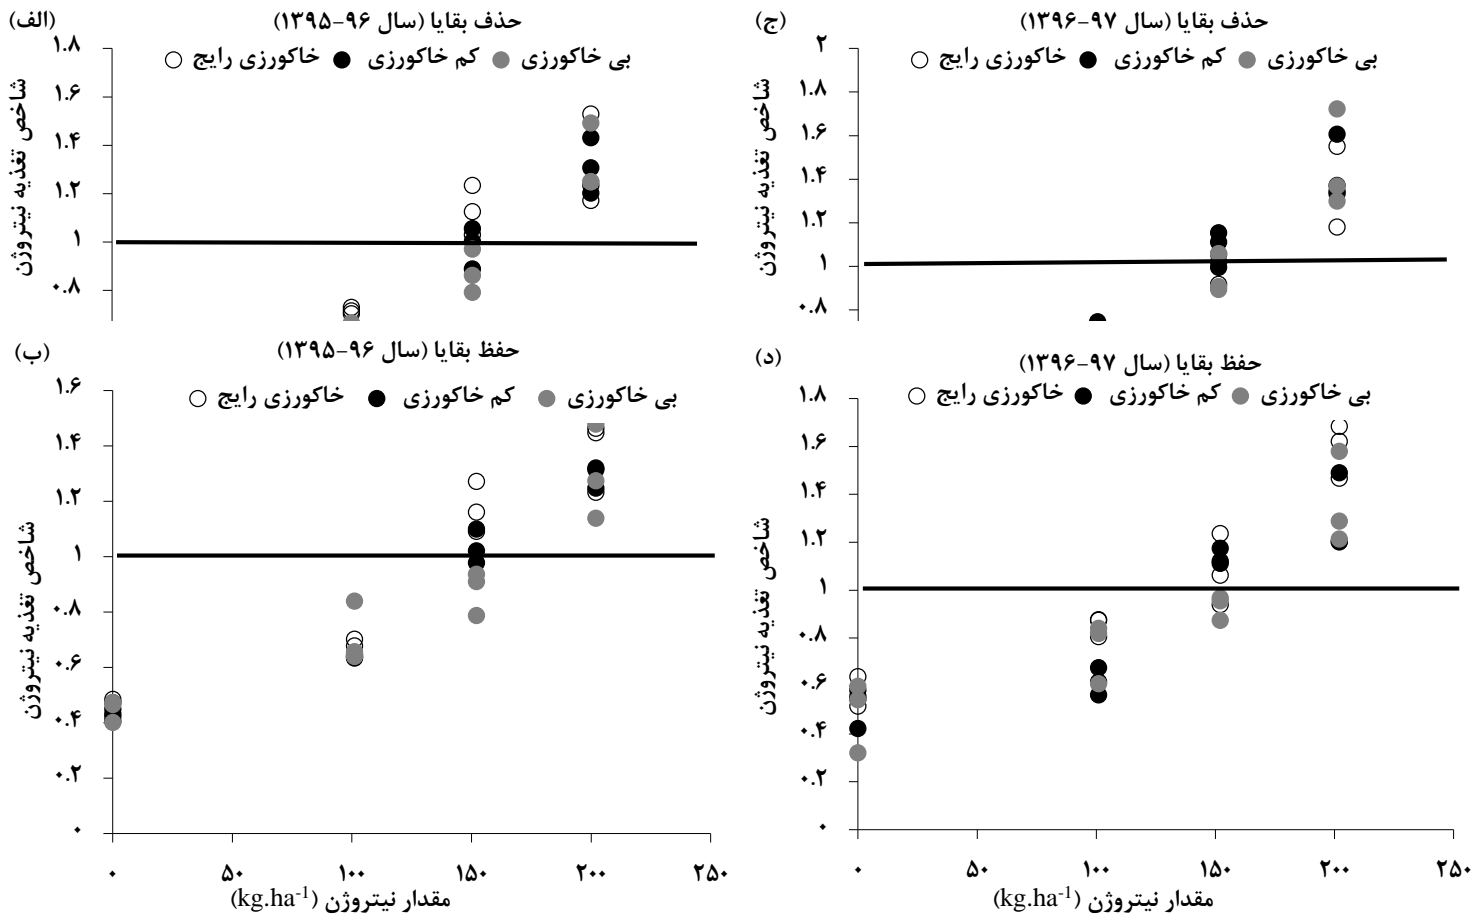 (الف)
حذف بقایا (سال ۹۶-۱۳۹۵)
خاکورزی رایج
کم خاکورزی
بی خاکورزی
شاخص تغذیه نیتروژن
۱.۸
۱.۶
۱.۴
۱.۲
۱
۰.۸
(ج)
حذف بقایا (سال ۹۷-۱۳۹۶)
خاکورزی رایج
کم خاکورزی
بی خاکورزی
شاخص تغذیه نیتروژن
۲
۱.۸
۱.۶
۱.۴
۱.۲
۱
۰.۸
(ب)
حفظ بقایا (سال ۹۶-۱۳۹۵)
خاکورزی رایج
کم خاکورزی
بی خاکورزی
شاخص تغذیه نیتروژن
۱.۶
۱.۴
۱.۲
۱
۰.۸
۰.۶
۰.۴
۰.۲
۰
۰ ۵۰ ۱۰۰ ۱۵۰ ۲۰۰ ۲۵۰
مقدار نیتروژن (kg.ha-1)
(د)
حفظ بقایا (سال ۹۷-۱۳۹۶)
خاکورزی رایج
کم خاکورزی
بی خاکورزی
شاخص تغذیه نیتروژن
۱.۸
۱.۶
۱.۴
۱.۲
۱
۰.۸
۰.۶
۰.۴
۰.۲
۰
۰ ۵۰ ۱۰۰ ۱۵۰ ۲۰۰ ۲۵۰
مقدار نیتروژن (kg.ha-1)